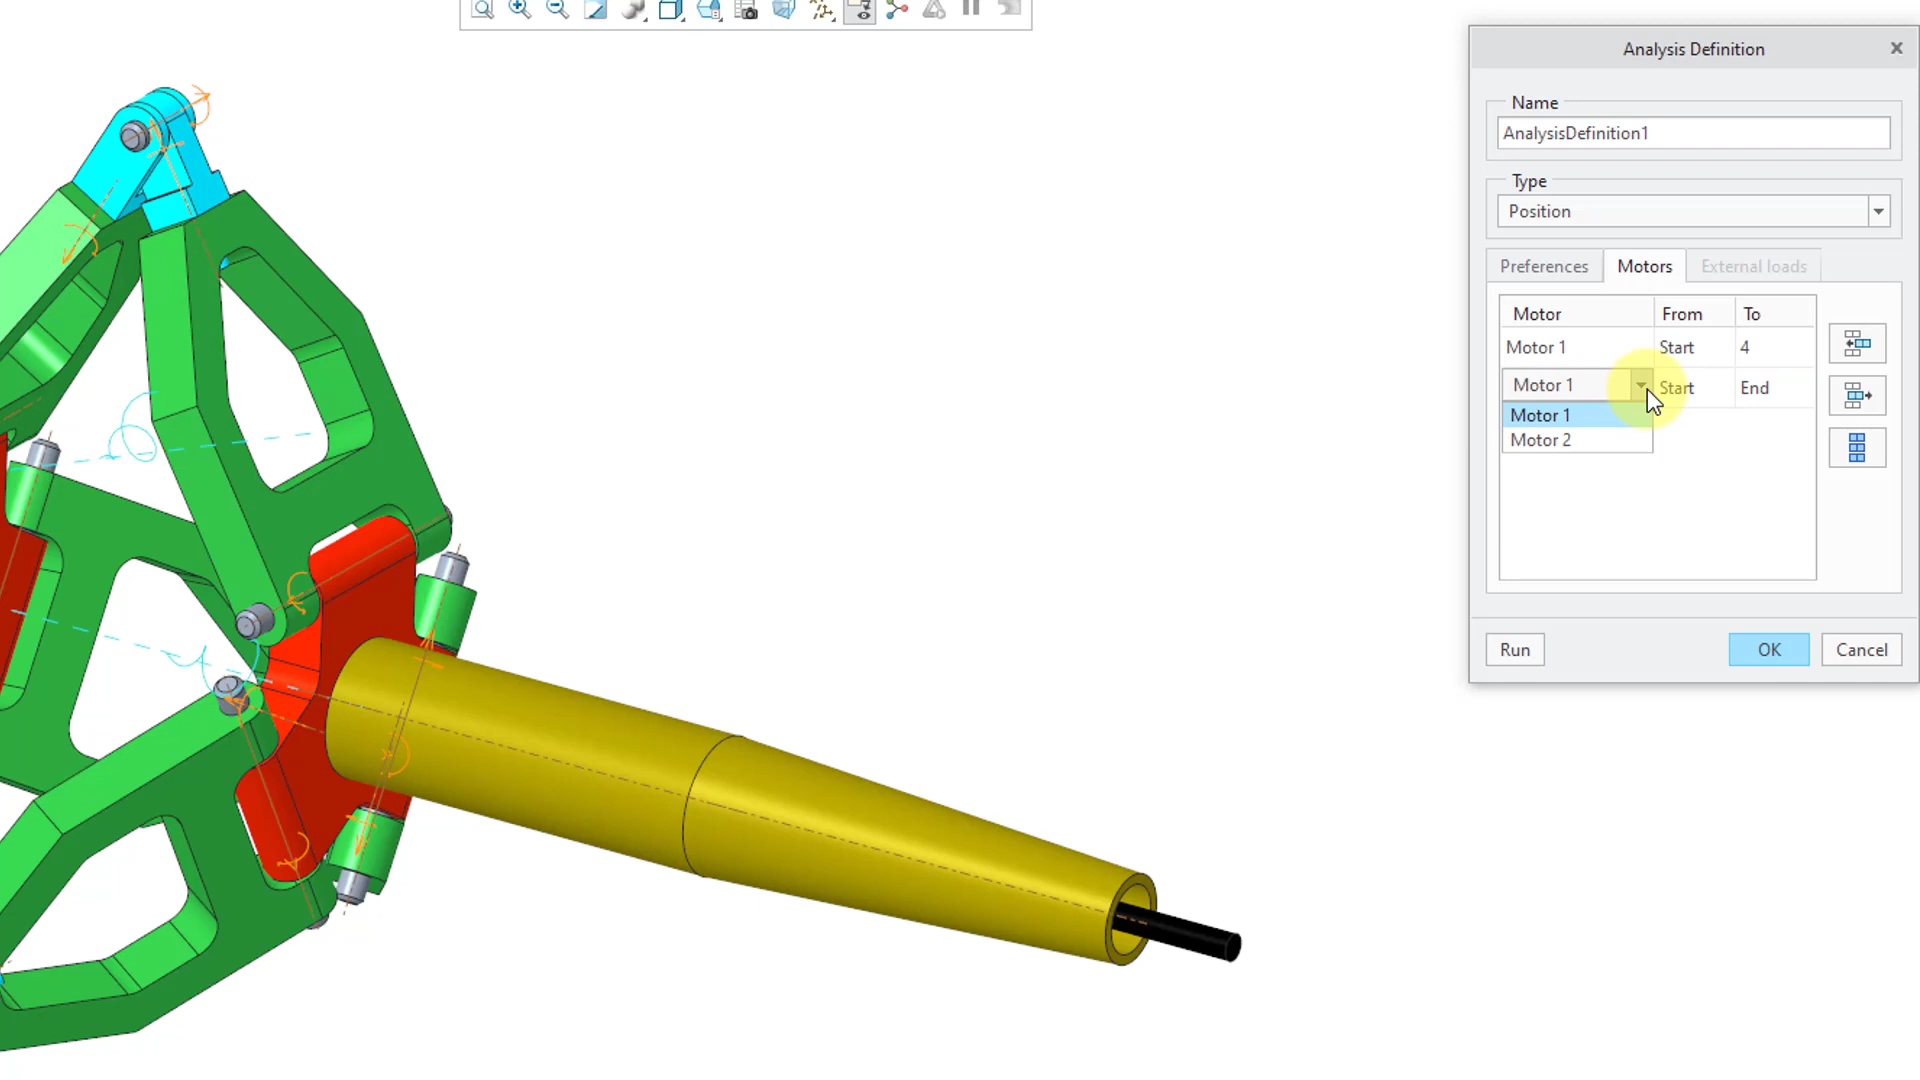 Analysis Definition
Name
AnalysisDefinition1
Type
Position
Preferences Motors External loads
Motor From To
Motor 1 Start 4
Motor 1 Start End
Motor 1
Motor 2
Run OK Cancel